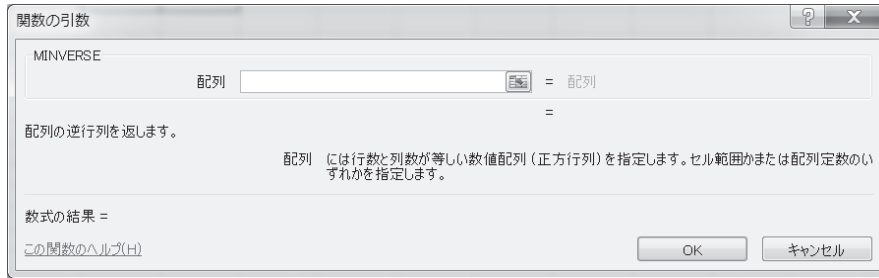 関数の引数
MINVERSE
配列 = 配列
=
配列の逆行列を返します。
配列 には行数と列数が等しい数値配列 (正方行列) を指定します。セル範囲かまたは配列定数のい
ずれかを指定します。
数式の結果 =
この関数のヘルプ(H)
OK キャンセル